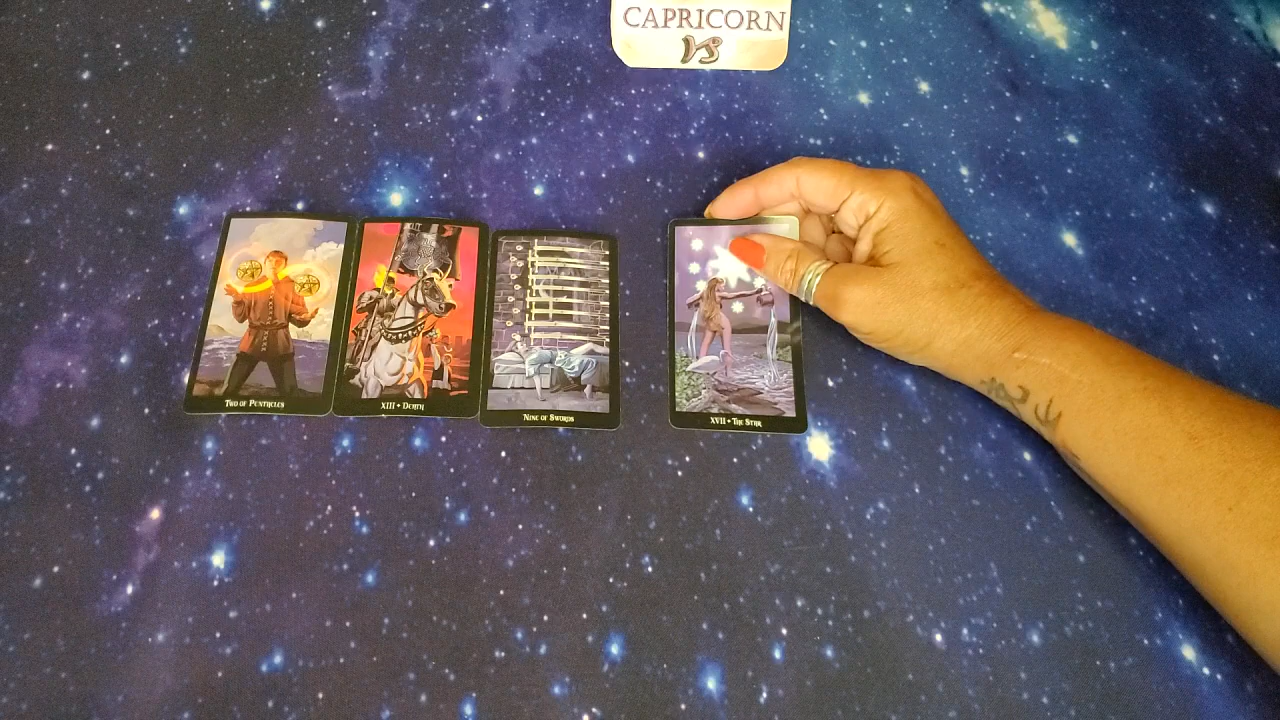 CAPRICORN
Two of Pentacles
XIII • Death
Nine of Swords
XVII • The Star